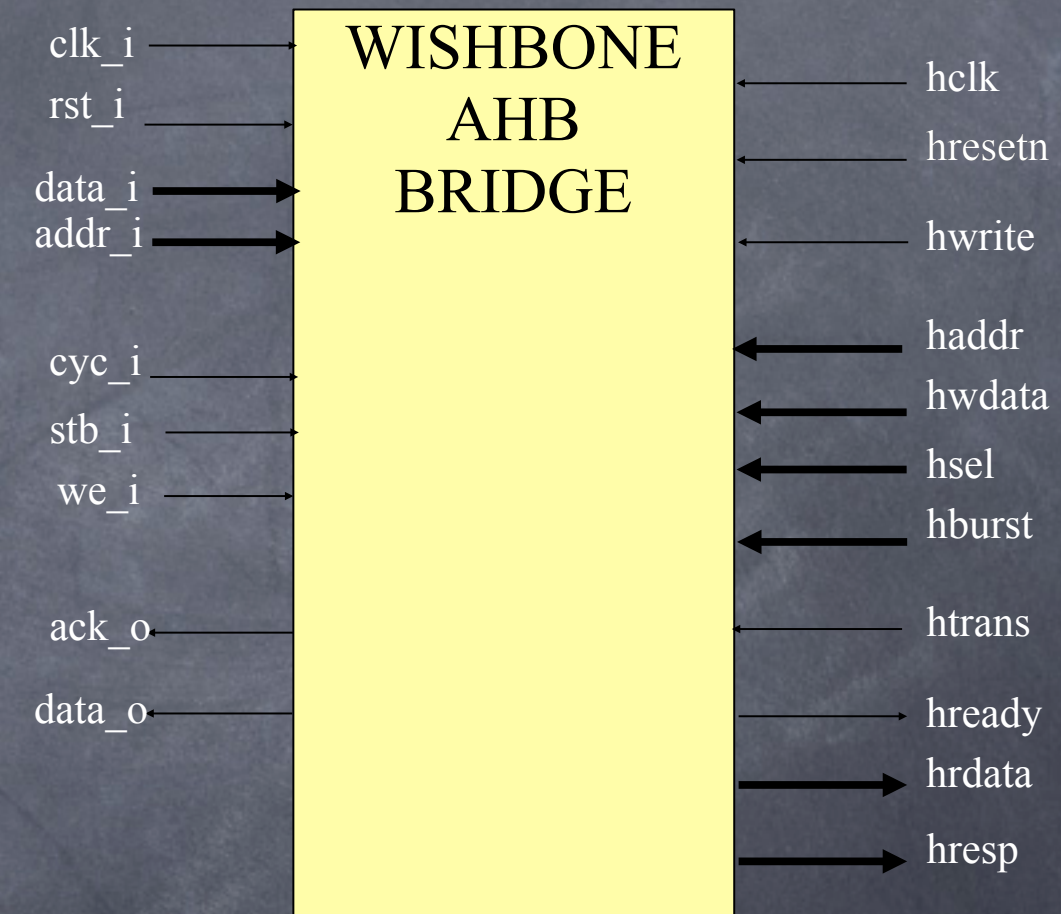 WISHBONE
AHB
BRIDGE
clk_i
rst_i
data_i
addr_i
cyc_i
stb_i
we_i
ack_o
data_o
hclk
hresetn
hwrite
haddr
hwdata
hsel
hburst
htrans
hready
hrdata
hresp